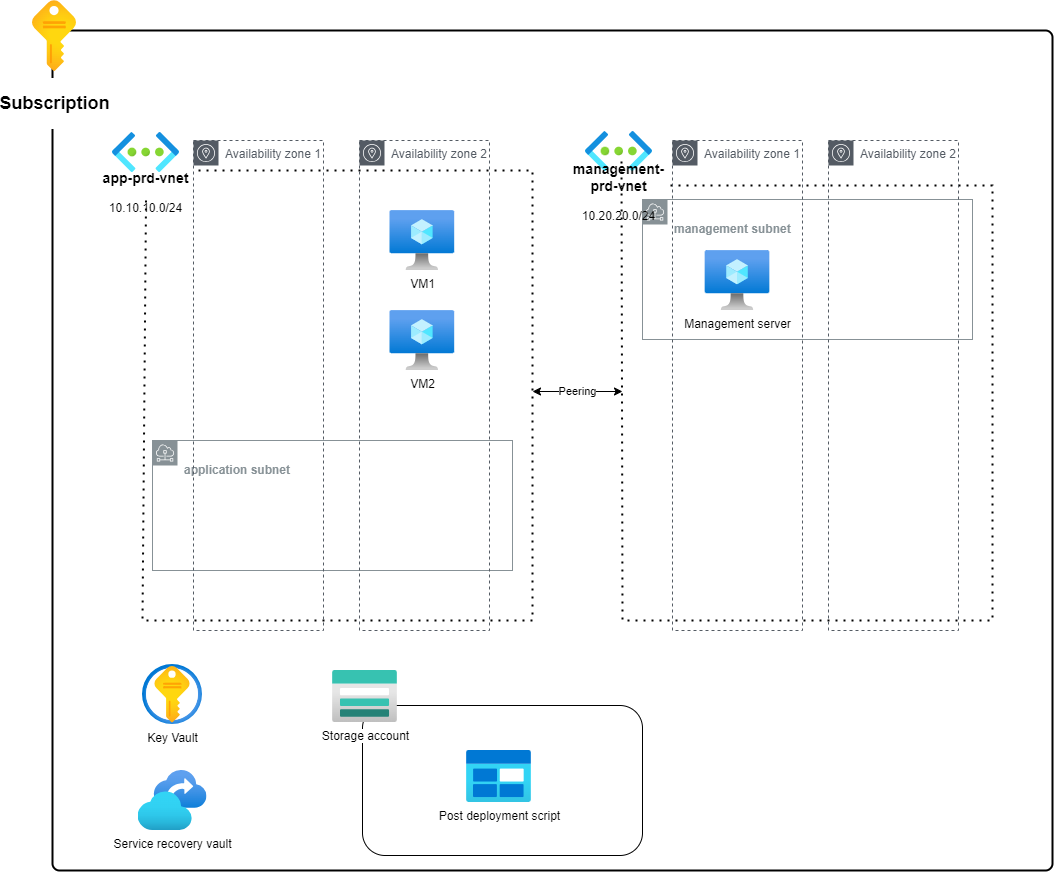 Subscription
app-prd-vnet
10.10.10.0/24
Availability zone 1
Availability zone 2
management-
prd-vnet
10.20.20.0/24
Availability zone 1
Availability zone 2
management subnet
VM1
Management server
VM2
Peering
application subnet
Key Vault
Storage account
Post deployment script
Service recovery vault